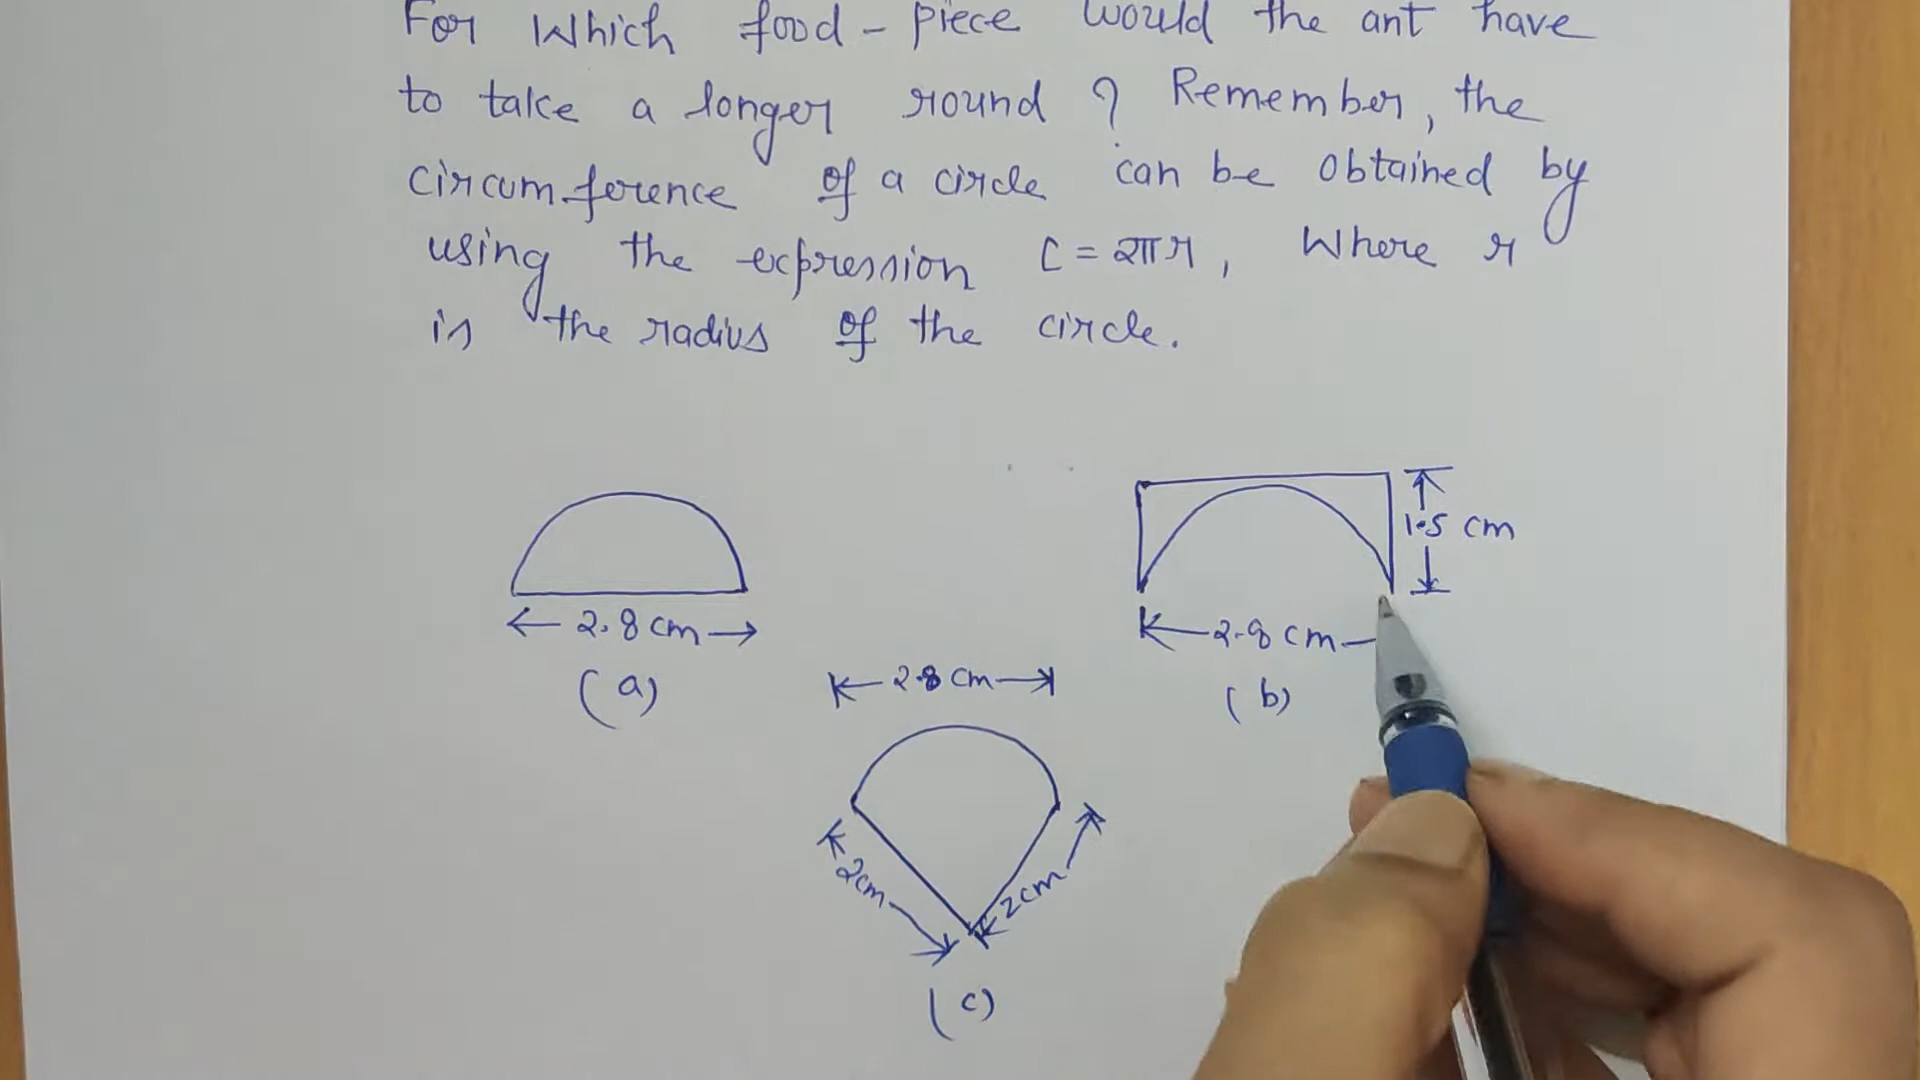 For Which food - piece would the ant have
to take a longer round ? Remember, the
circumference of a circle can be obtained by
using the expression C = 2πr, Where r
is the radius of the circle.
1.5 cm
2.8 cm
2.8 cm
(a)
2.8 cm
(b)
2cm
2cm
(c)